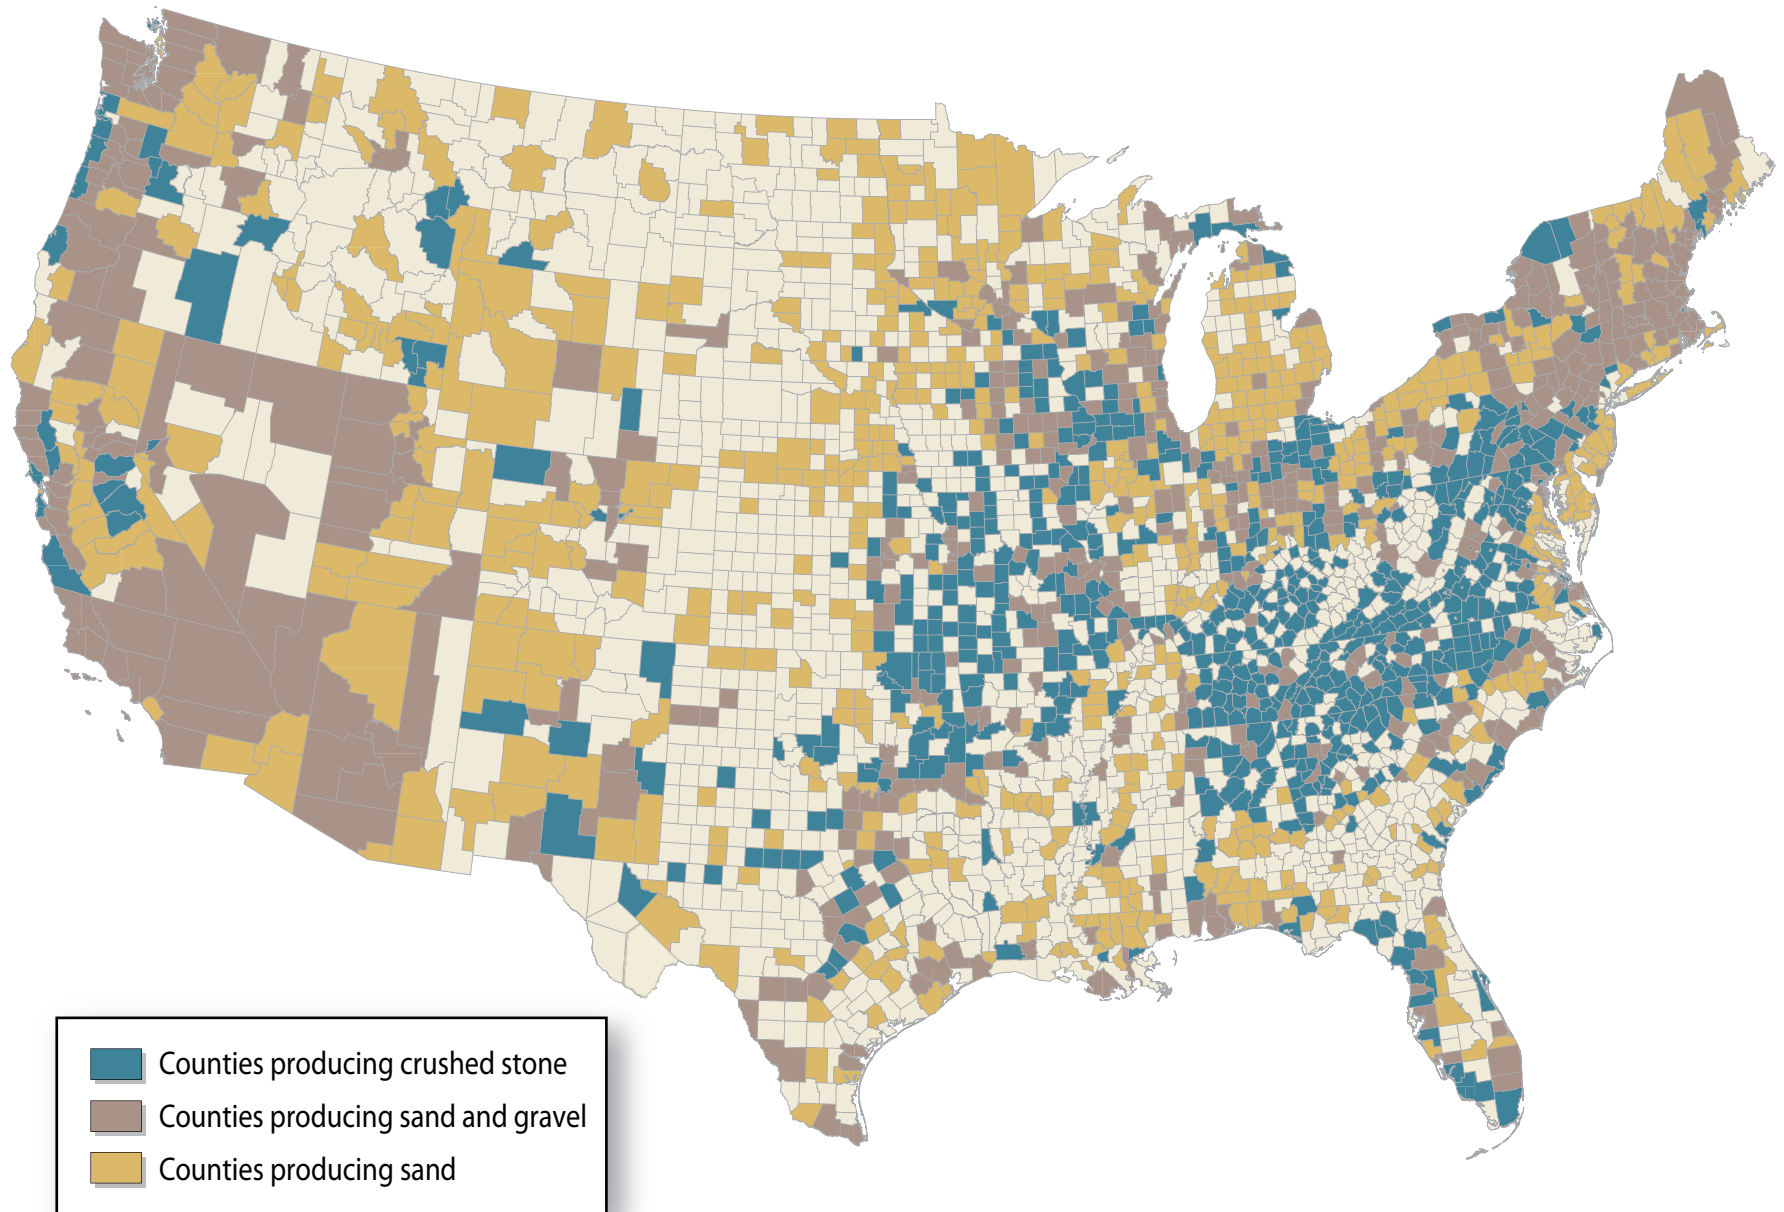 Counties producing crushed stone
Counties producing sand and gravel
Counties producing sand